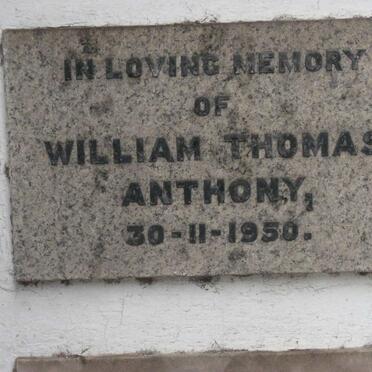 IN LOVING MEMORY
OF
WILLIAM THOMAS
ANTHONY,
30-11-1950.